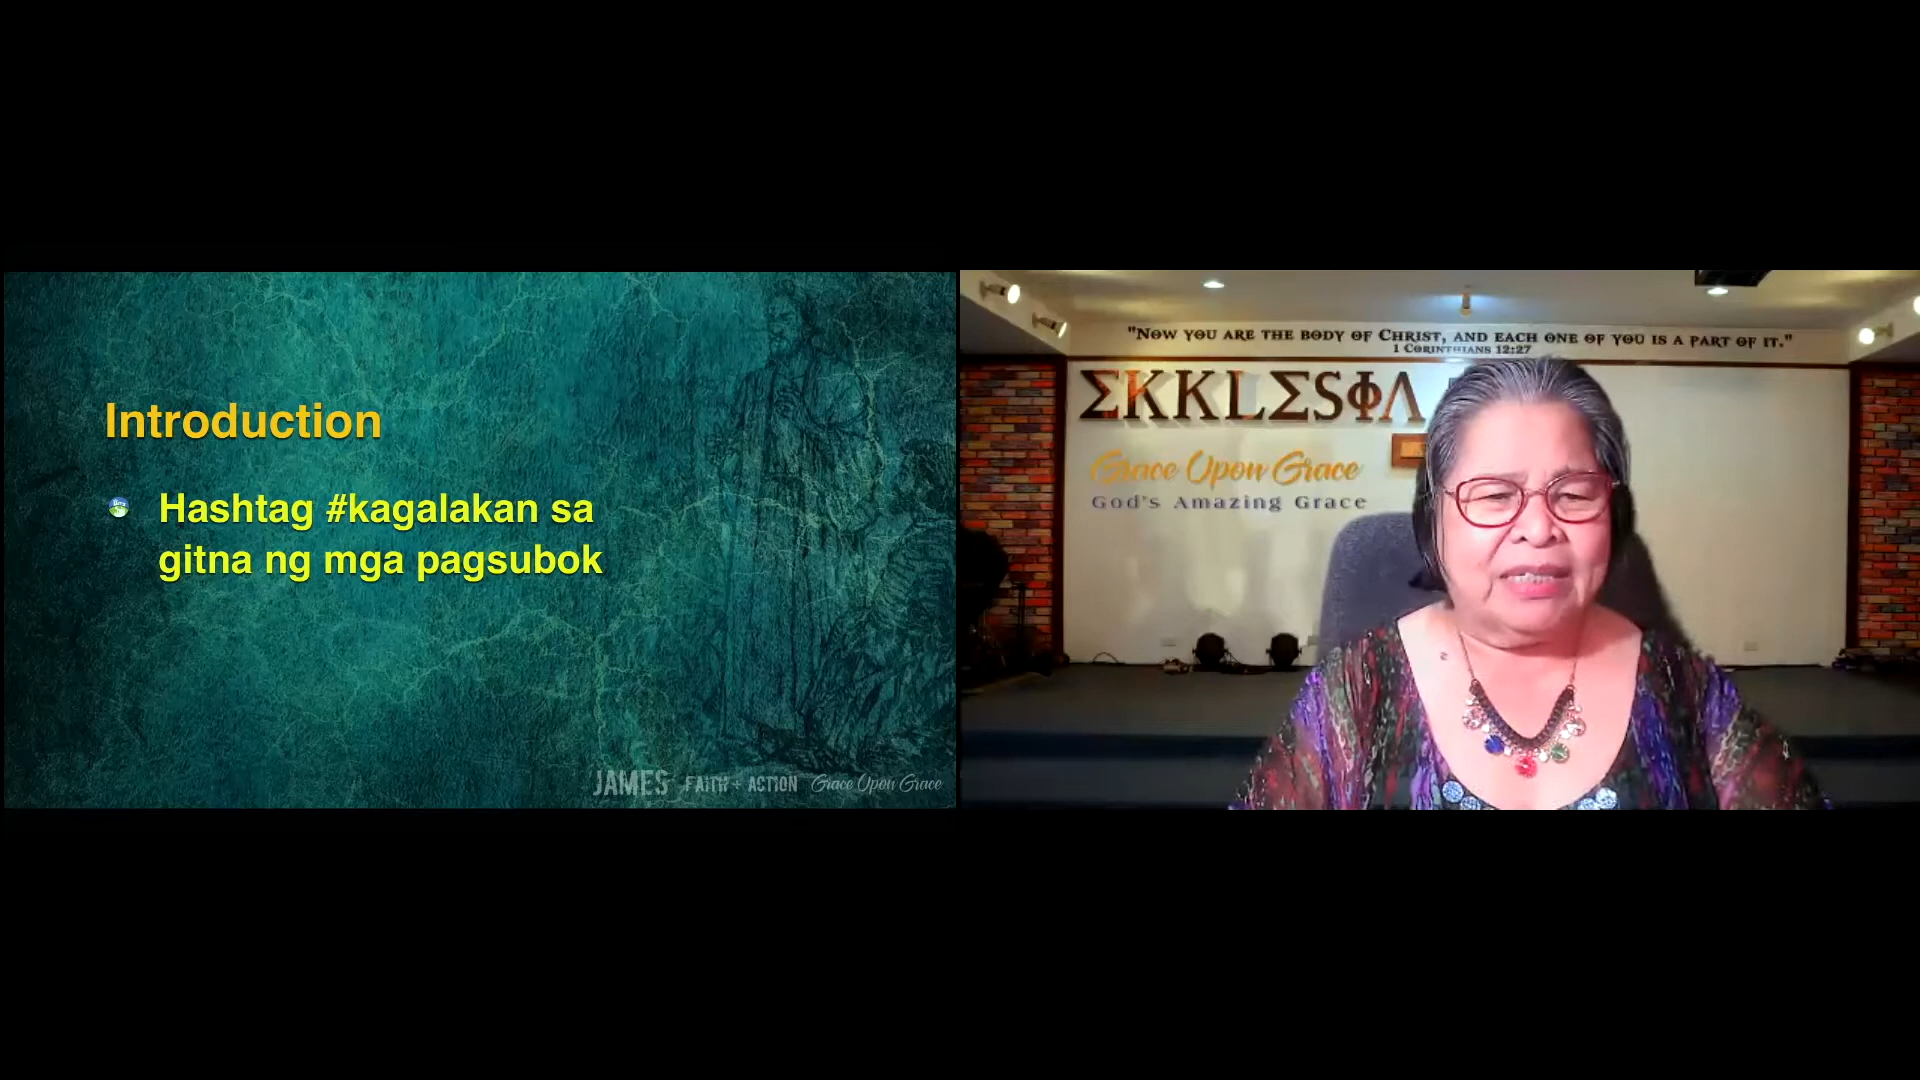 Introduction
Hashtag #kagalakan sa
gitna ng mga pagsubok
JAMES FAITH + ACTION Grace Upon Grace
"Now you are the body of Christ, and each one of you is a part of it."
1 Corinthians 12:27
ΣKKLΣSIΛ
Grace Upon Grace
God's Amazing Grace